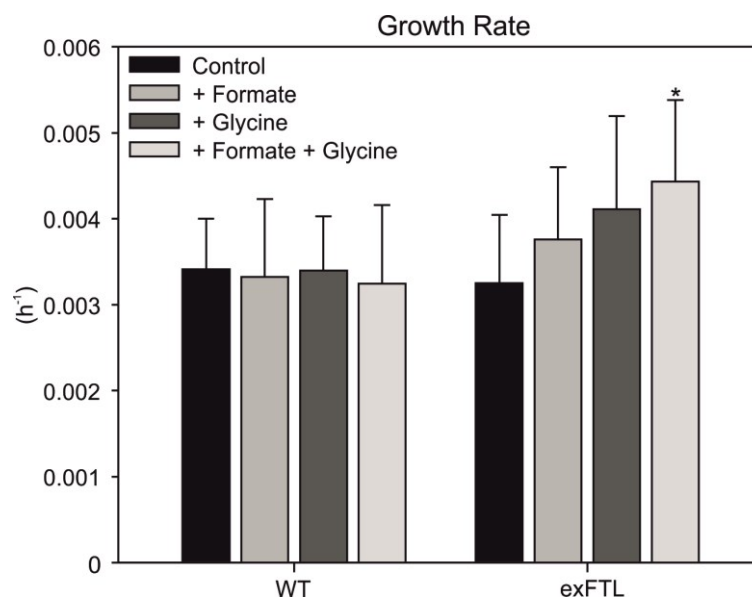 Growth Rate
0.006
0.005
0.004
0.003
0.002
0.001
0
(h⁻¹)
Control
+ Formate
+ Glycine
+ Formate + Glycine
*
WT
exFTL